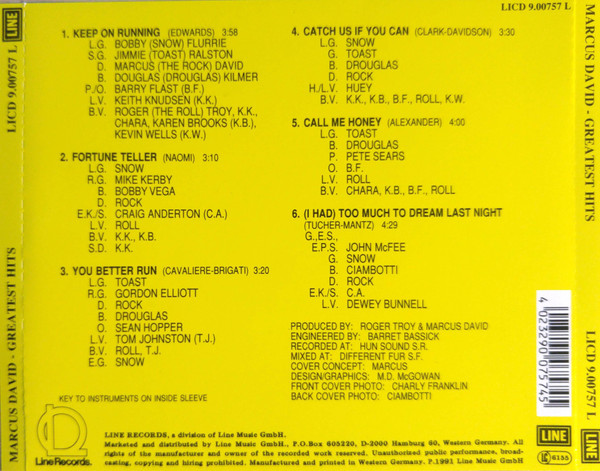 LINE
LICD 9.00757 L
MARCUS DAVID - GREATEST HITS
1. KEEP ON RUNNING (EDWARDS) 3:58
L.G. BOBBY (SNOW) FLURRIE
S.G. JIMMIE (TOAST) RALSTON
D. MARCUS (THE ROCK) DAVID
B. DOUGLAS (DROUGLAS) KILMER
P./O. BARRY FLAST (B.F.)
L.V. KEITH KNUDSEN (K.K.)
B.V. ROGER (THE ROLL) TROY, K.K.,
CHARA, KAREN BROOKS (K.B.),
KEVIN WELLS (K.W.)
2. FORTUNE TELLER (NAOMI) 3:10
L.G. SNOW
R.G. MIKE KERBY
B. BOBBY VEGA
D. ROCK
E.K./S. CRAIG ANDERTON (C.A.)
L.V. ROLL
B.V. K.K., K.B.
S.D. K.K.
3. YOU BETTER RUN (CAVALIERE-BRIGATI) 3:20
L.G. TOAST
R.G. GORDON ELLIOTT
D. ROCK
B. DROUGLAS
O. SEAN HOPPER
L.V. TOM JOHNSTON (T.J.)
B.V. ROLL, T.J.
E.G. SNOW
KEY TO INSTRUMENTS ON INSIDE SLEEVE
4. CATCH US IF YOU CAN (CLARK-DAVIDSON) 3:30
L.G. SNOW
G. TOAST
B. DROUGLAS
D. ROCK
H./L.V. HUEY
B.V. K.K., K.B., B.F., ROLL, K.W.
5. CALL ME HONEY (ALEXANDER) 4:00
L.G. TOAST
B. DROUGLAS
P. PETE SEARS
O. B.F.
L.V. ROLL
B.V. CHARA, K.B., B.F., ROLL
6. (I HAD) TOO MUCH TO DREAM LAST NIGHT
(TUCHER-MANTZ) 4:29
G.,E.S.,
E.P.S. JOHN McFEE
G. SNOW
B. CIAMBOTTI
D. ROCK
E.K./S. C.A.
L.V. DEWEY BUNNELL
PRODUCED BY: ROGER TROY & MARCUS DAVID
ENGINEERED BY: BARRET BASSICK
RECORDED AT: HUN SOUND S.R.
MIXED AT: DIFFERENT FUR S.F.
COVER CONCEPT: MARCUS
DESIGN/GRAPHICS: M.D. McGOWAN
FRONT COVER PHOTO: CHARLY FRANKLIN
BACK COVER PHOTO: CIAMBOTTI
4 023290 075745
LINE
LC 6135
Line Records.
LINE RECORDS, a division of Line Music GmbH.
Marketed and distributed by Line Music GmbH., P.O.Box 605220, D-2000 Hamburg 60, Western Germany. All
rights of the manufacturer and owner of the recorded work reserved. Unauthorized public performance, broad-
casting, copying and hiring prohibited. Manufactured and printed in Western Germany. P.1991 Line Music GmbH
MARCUS DAVID - GREATEST HITS
LICD 9.00757 L
LINE